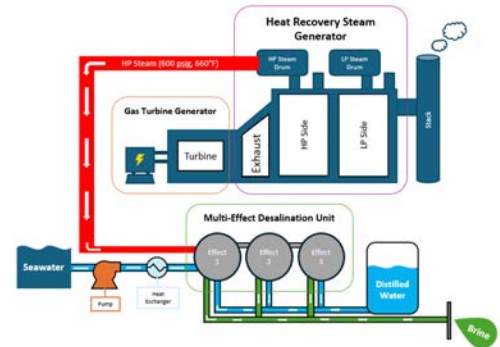 Heat Recovery Steam
Generator
HP Steam (600 psig, 660°F)
HP Steam
Drum
LP Steam
Drum
Gas Turbine Generator
Turbine
Exhaust
HP Side
LP Side
Stack
Multi-Effect Desalination Unit
Effect
1
Effect
2
Effect
3
Seawater
Pump
Heat
Exchanger
Distilled
Water
Brine